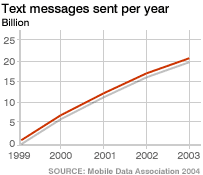 Text messages sent per year
Billion
25
20
15
10
5
0
1999 2000 2001 2002 2003
SOURCE: Mobile Data Association 2004